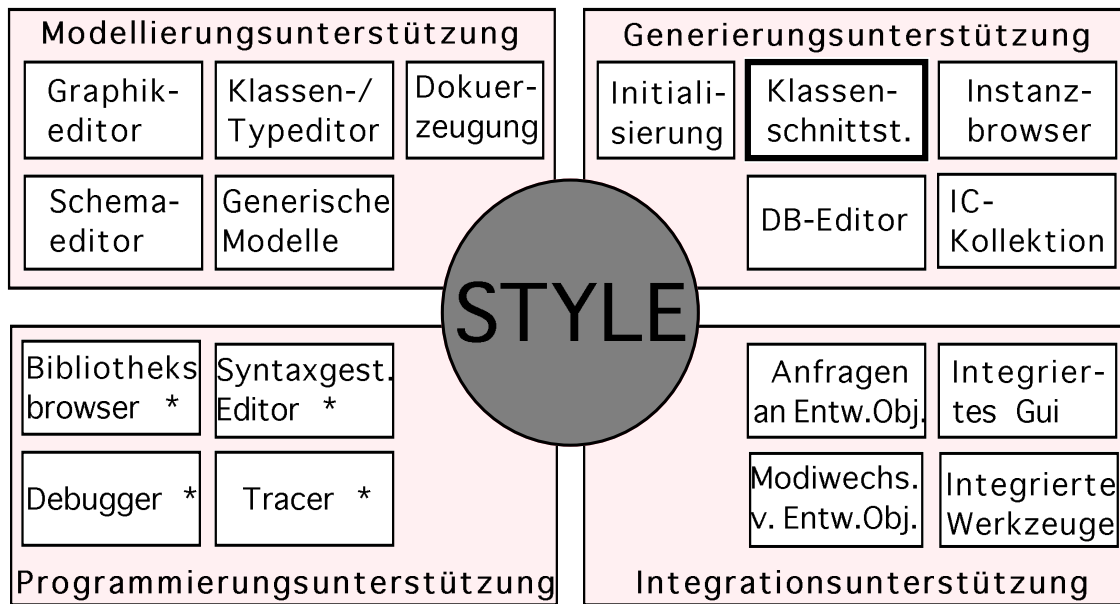 Modellierungsunterstützung
Graphik-
editor
Klassen-/
Typeditor
Dokuer-
zeugung
Schema-
editor
Generische
Modelle
Generierungsunterstützung
Initiali-
sierung
Klassen-
schnittst.
Instanz-
browser
DB-Editor
IC-
Kollektion
STYLE
Bibliotheks
browser *
Syntaxgest.
Editor *
Debugger *
Tracer *
Programmierungsunterstützung
Anfragen
an Entw.Obj.
Integrier-
tes Gui
Modiwechs.
v. Entw.Obj.
Integrierte
Werkzeuge
Integrationsunterstützung